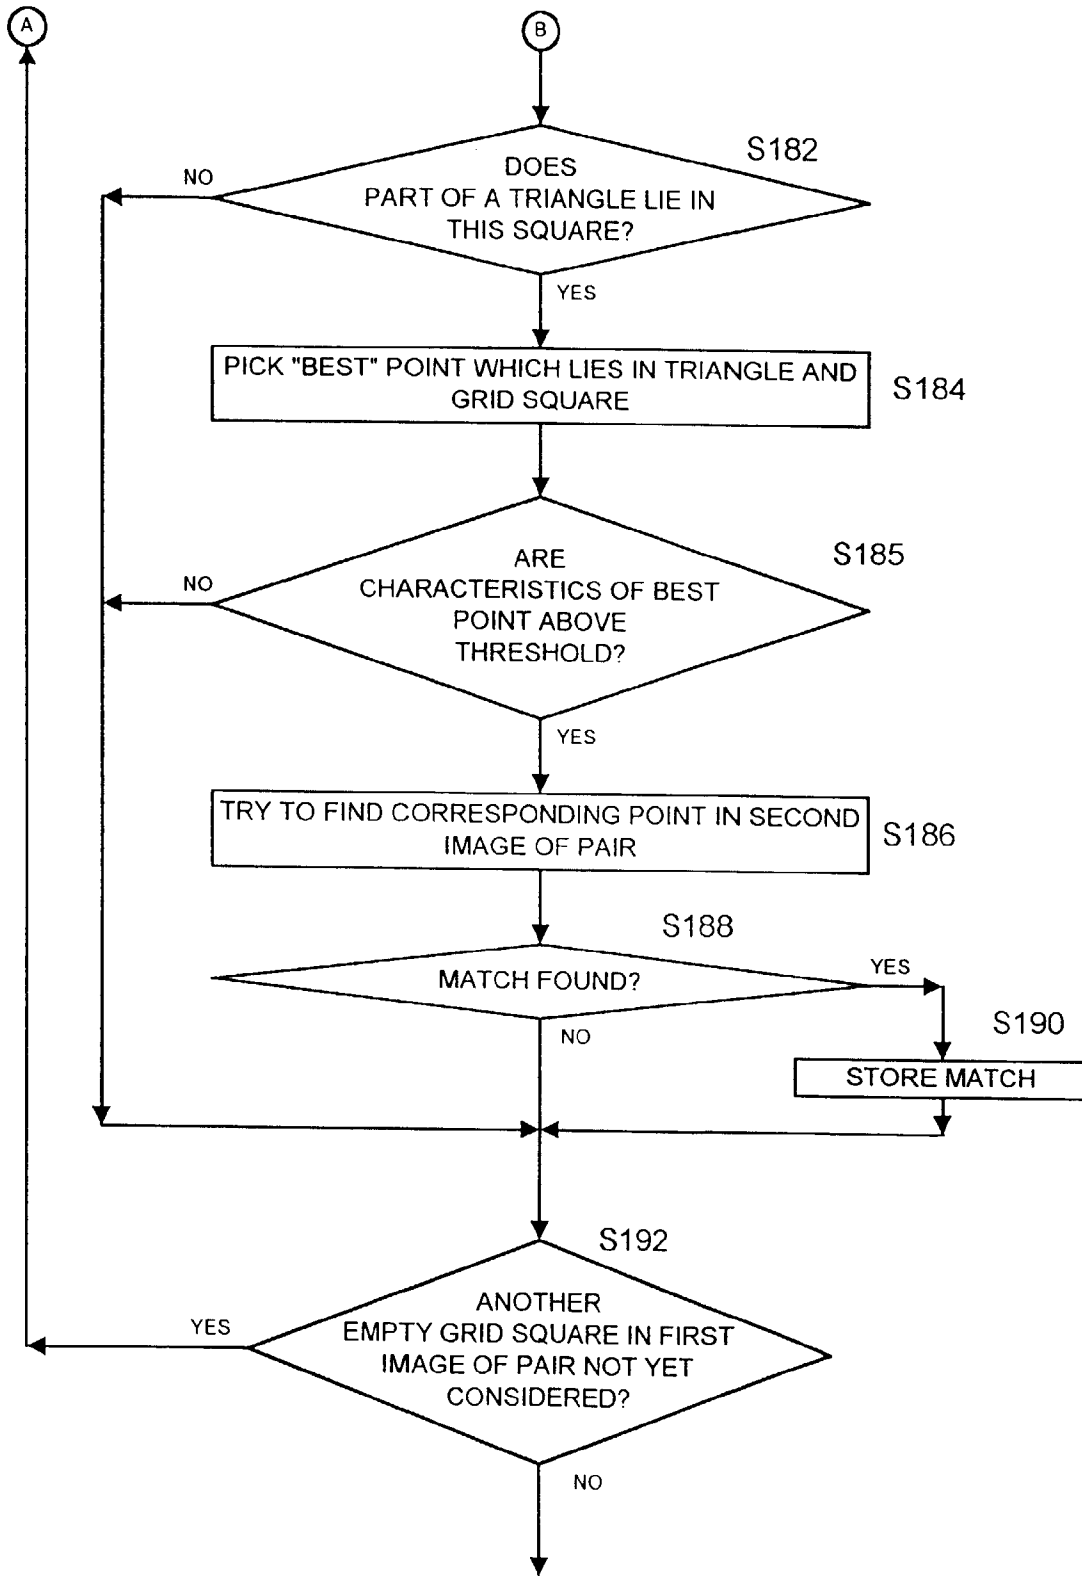 A
B
S182
DOES
PART OF A TRIANGLE LIE IN
THIS SQUARE?
NO
YES
PICK "BEST" POINT WHICH LIES IN TRIANGLE AND
GRID SQUARE
S184
S185
ARE
CHARACTERISTICS OF BEST
POINT ABOVE
THRESHOLD?
NO
YES
TRY TO FIND CORRESPONDING POINT IN SECOND
IMAGE OF PAIR
S186
S188
MATCH FOUND?
YES
NO
S190
STORE MATCH
S192
ANOTHER
EMPTY GRID SQUARE IN FIRST
IMAGE OF PAIR NOT YET
CONSIDERED?
YES
NO